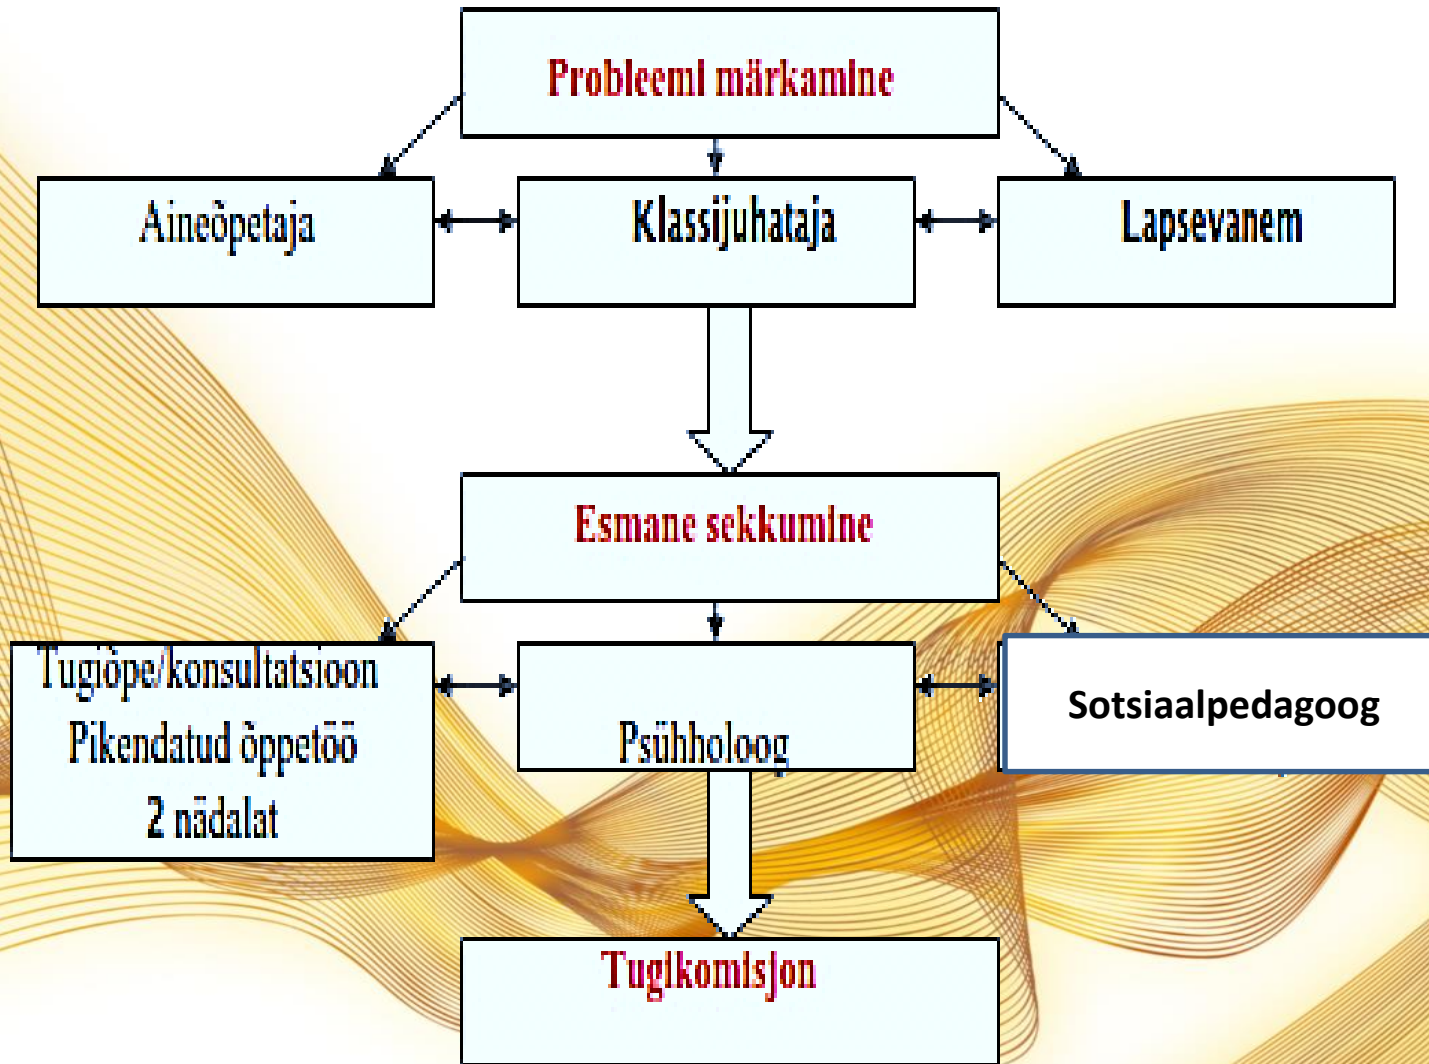 Probleemi märkamine
Aineõpetaja
Klassijuhataja
Lapsevanem
Esmane sekkumine
Tugiõpe/konsultatsioon
Pikendatud õppetöö
2 nädalat
Psühholoog
Sotsiaalpedagoog
Tugikomisjon